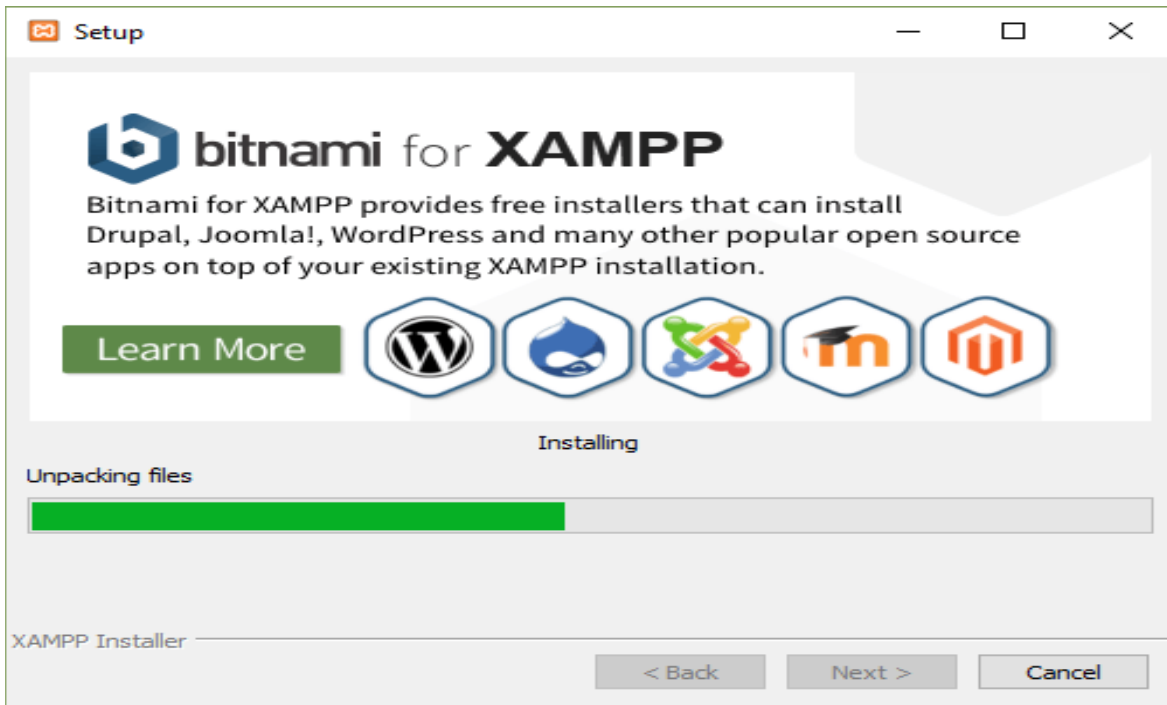 Setup
bitnami for XAMPP
Bitnami for XAMPP provides free installers that can install
Drupal, Joomla!, WordPress and many other popular open source
apps on top of your existing XAMPP installation.
Learn More
Installing
Unpacking files
XAMPP Installer
< Back Next > Cancel